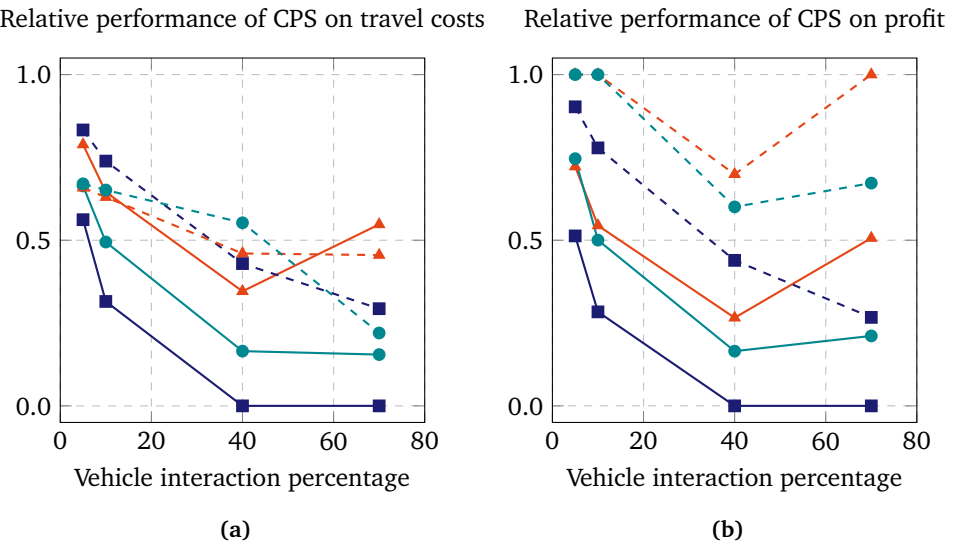 Relative performance of CPS on travel costs
1.0
0.5
0.0
0 20 40 60 80
Vehicle interaction percentage
(a)
Relative performance of CPS on profit
1.0
0.5
0.0
0 20 40 60 80
Vehicle interaction percentage
(b)